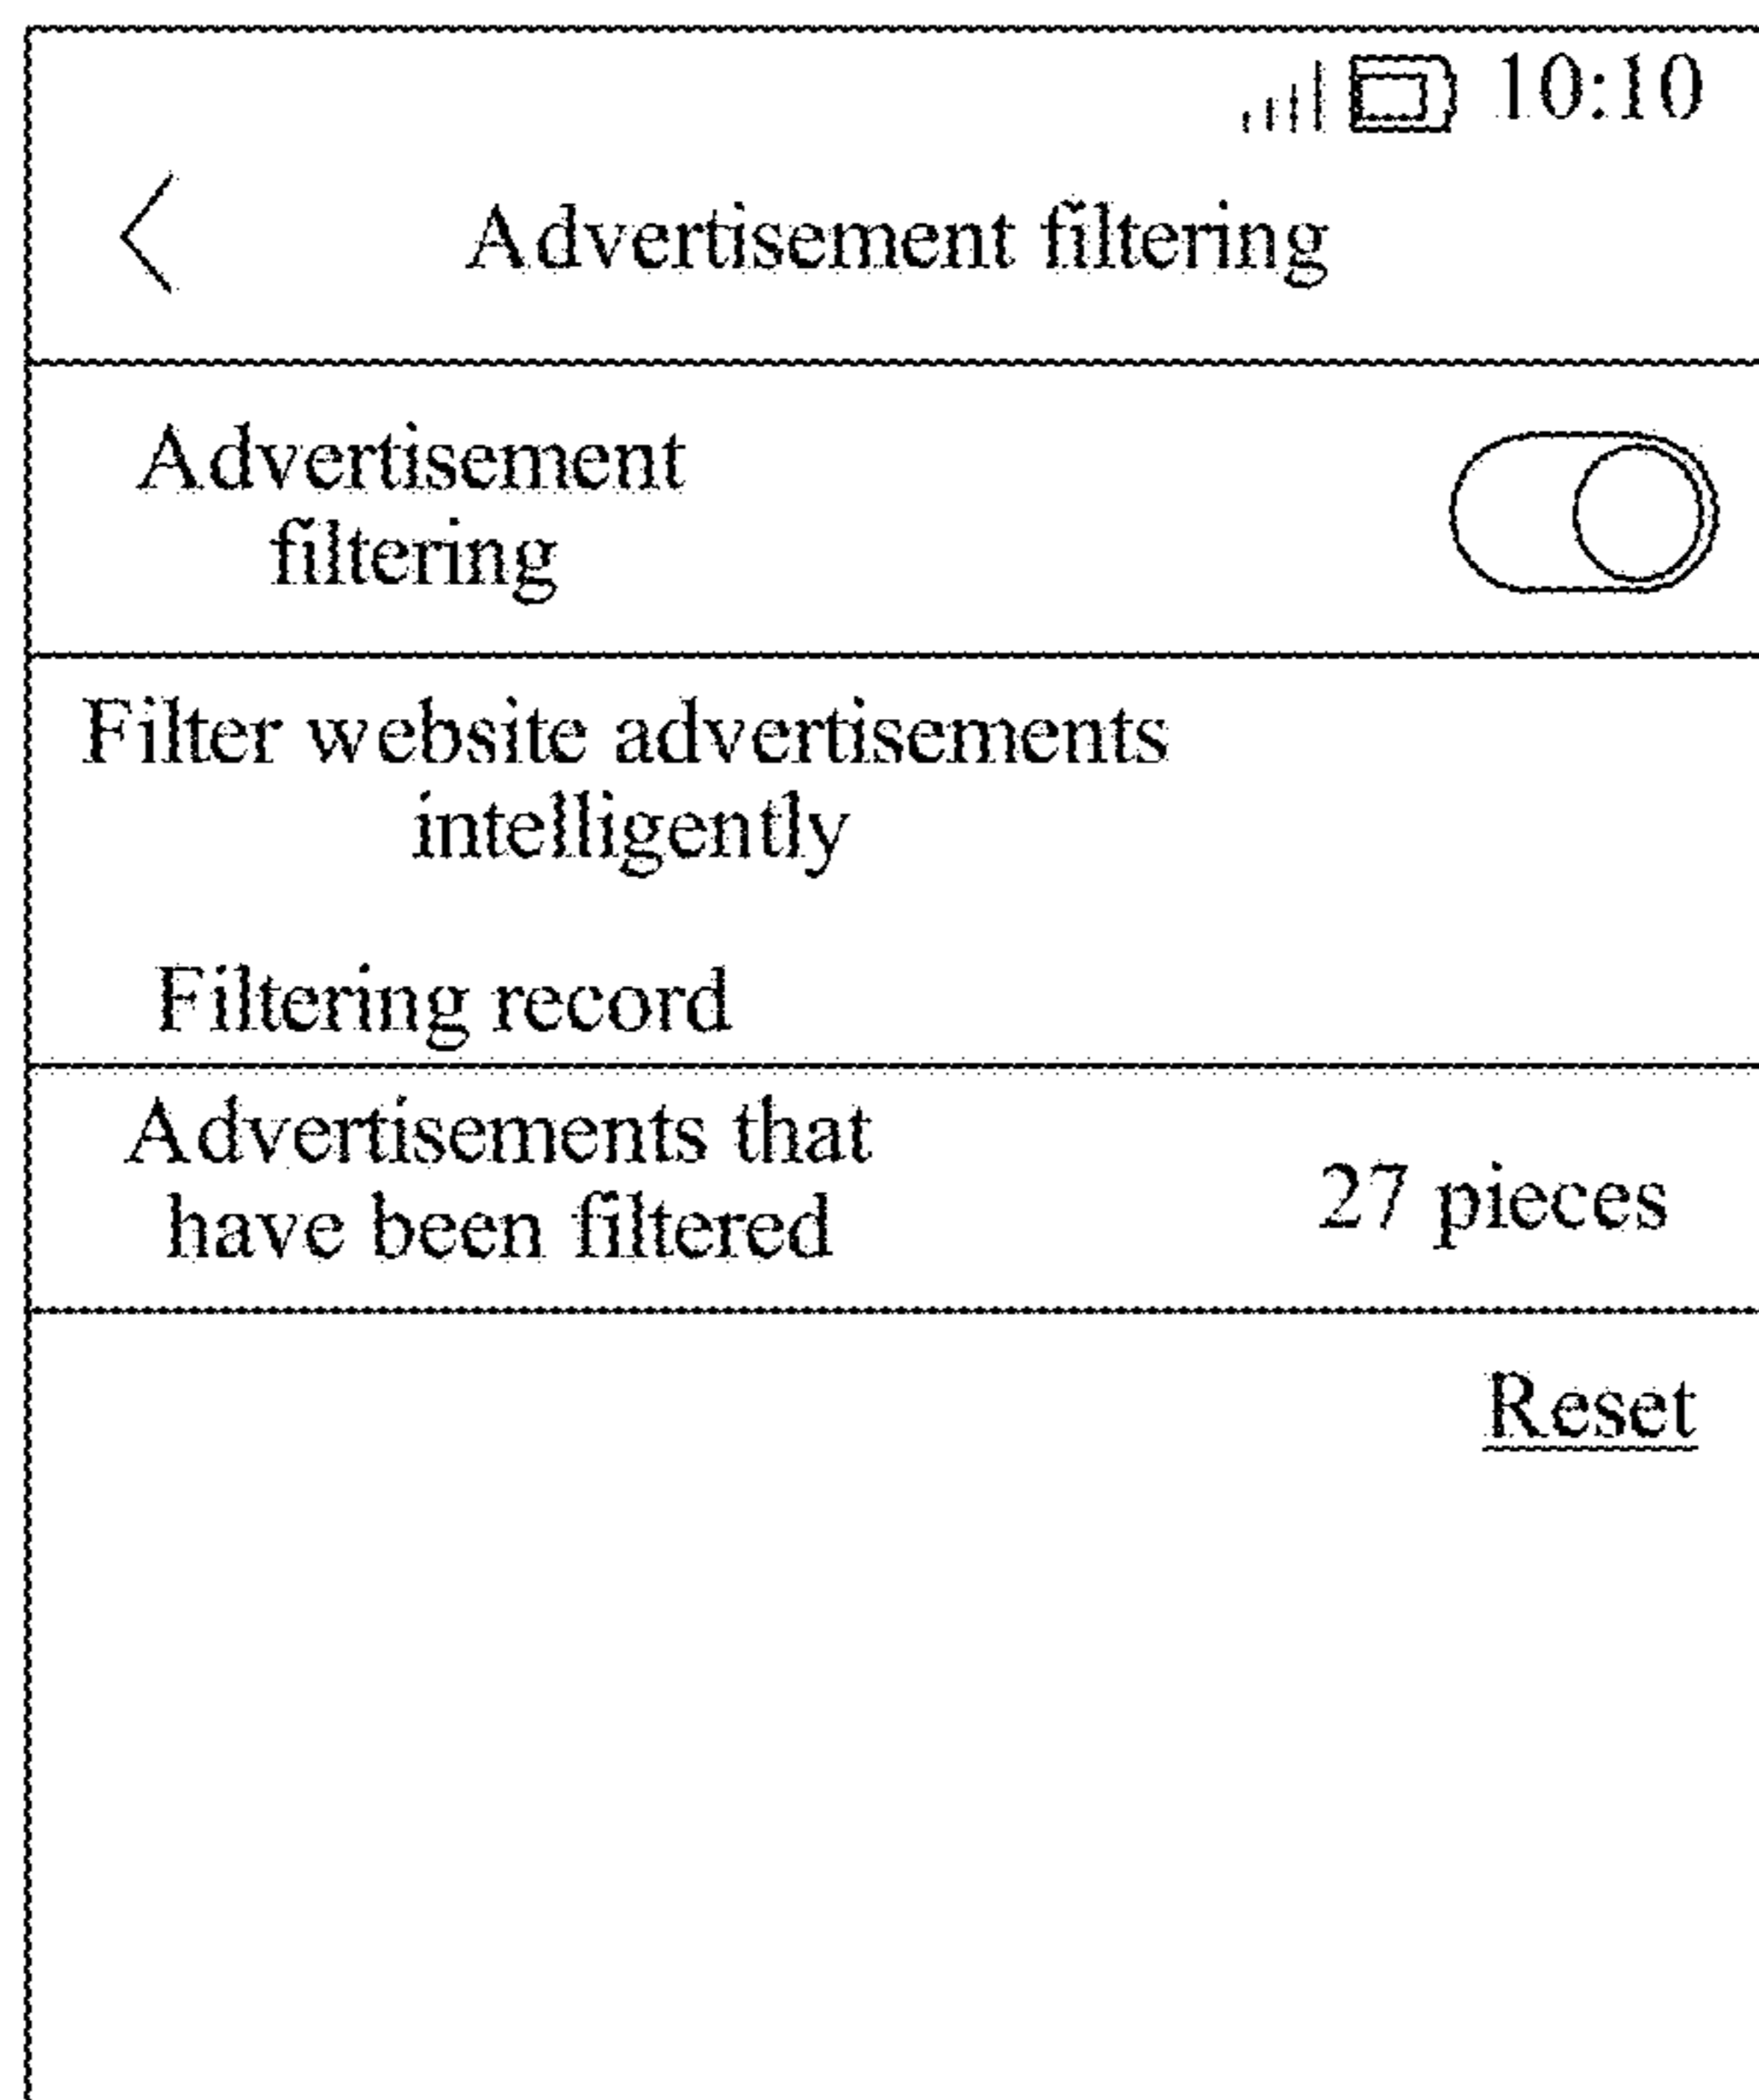 10:10
Advertisement filtering
Advertisement
filtering
Filter website advertisements
intelligently
Filtering record
Advertisements that
have been filtered
27 pieces
Reset